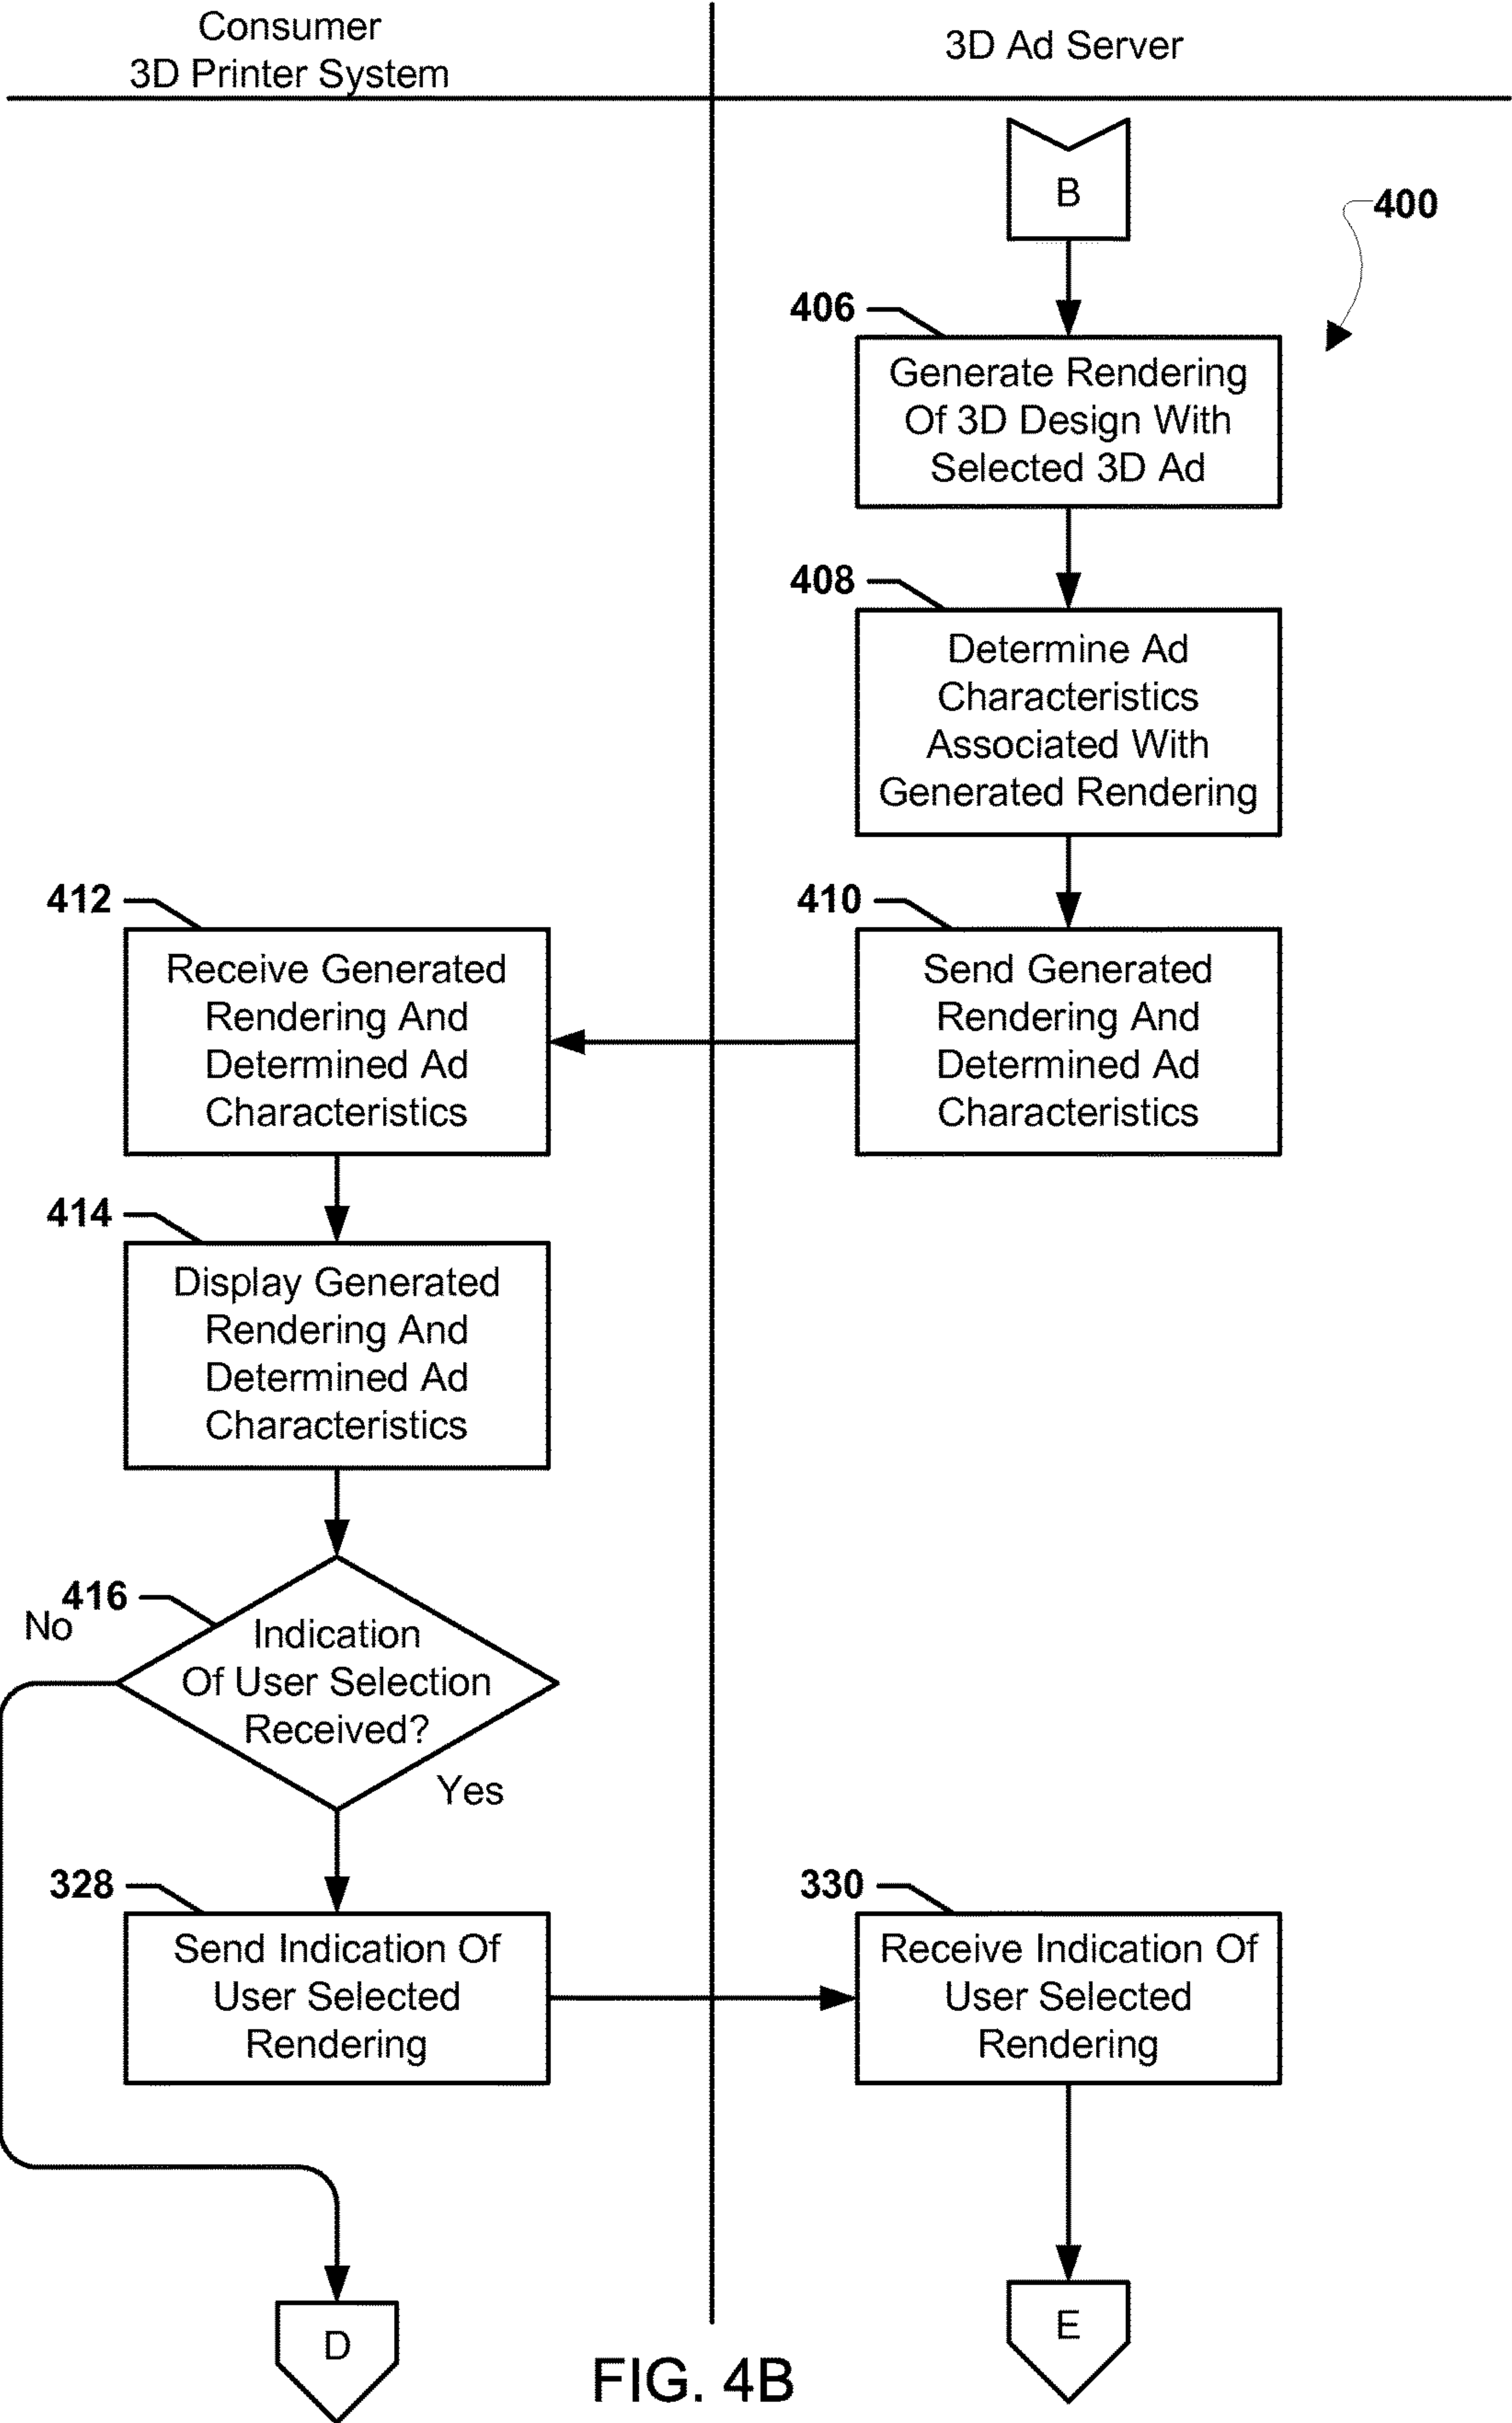 Consumer
3D Printer System
3D Ad Server
B
400
406
Generate Rendering
Of 3D Design With
Selected 3D Ad
408
Determine Ad
Characteristics
Associated With
Generated Rendering
412
Receive Generated
Rendering And
Determined Ad
Characteristics
410
Send Generated
Rendering And
Determined Ad
Characteristics
414
Display Generated
Rendering And
Determined Ad
Characteristics
416
No
Indication
Of User Selection
Received?
Yes
328
Send Indication Of
User Selected
Rendering
330
Receive Indication Of
User Selected
Rendering
D
E
FIG. 4B